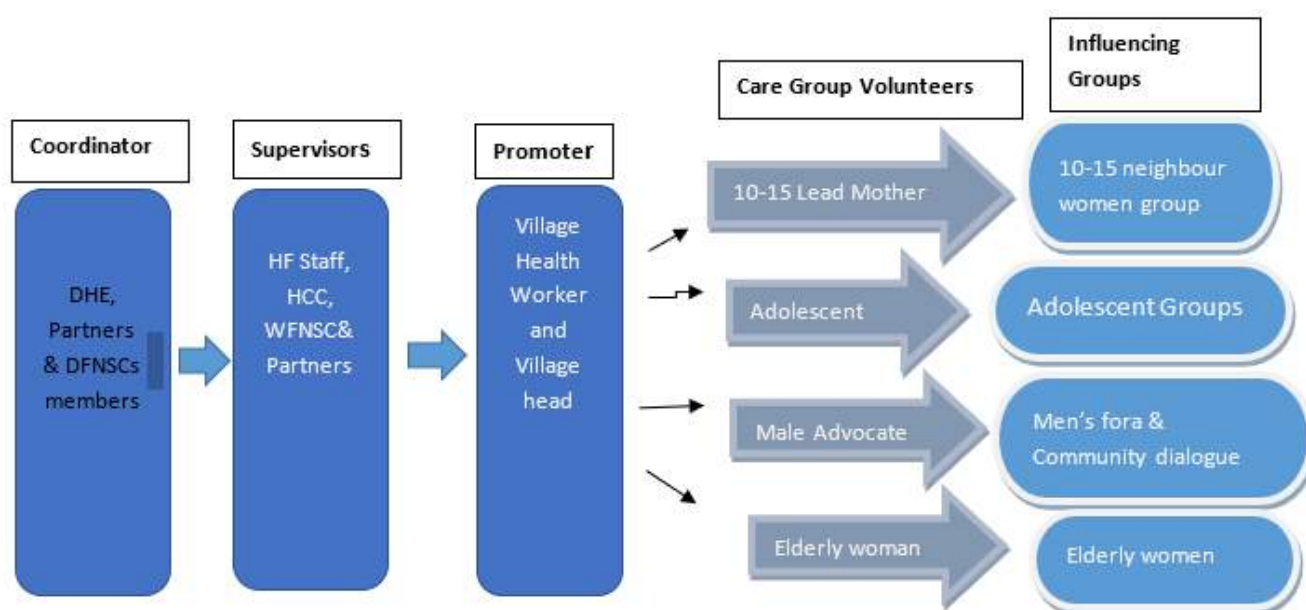 Influencing
Groups
Care Group Volunteers
Coordinator
Supervisors
Promoter
DHE,
Partners
& DFNSCs
members
HF Staff,
HCC,
WFNSC&
Partners
Village
Health
Worker
and
Village
head
10-15 Lead Mother
10-15 neighbour
women group
Adolescent
Adolescent Groups
Male Advocate
Men's fora &
Community dialogue
Elderly woman
Elderly women